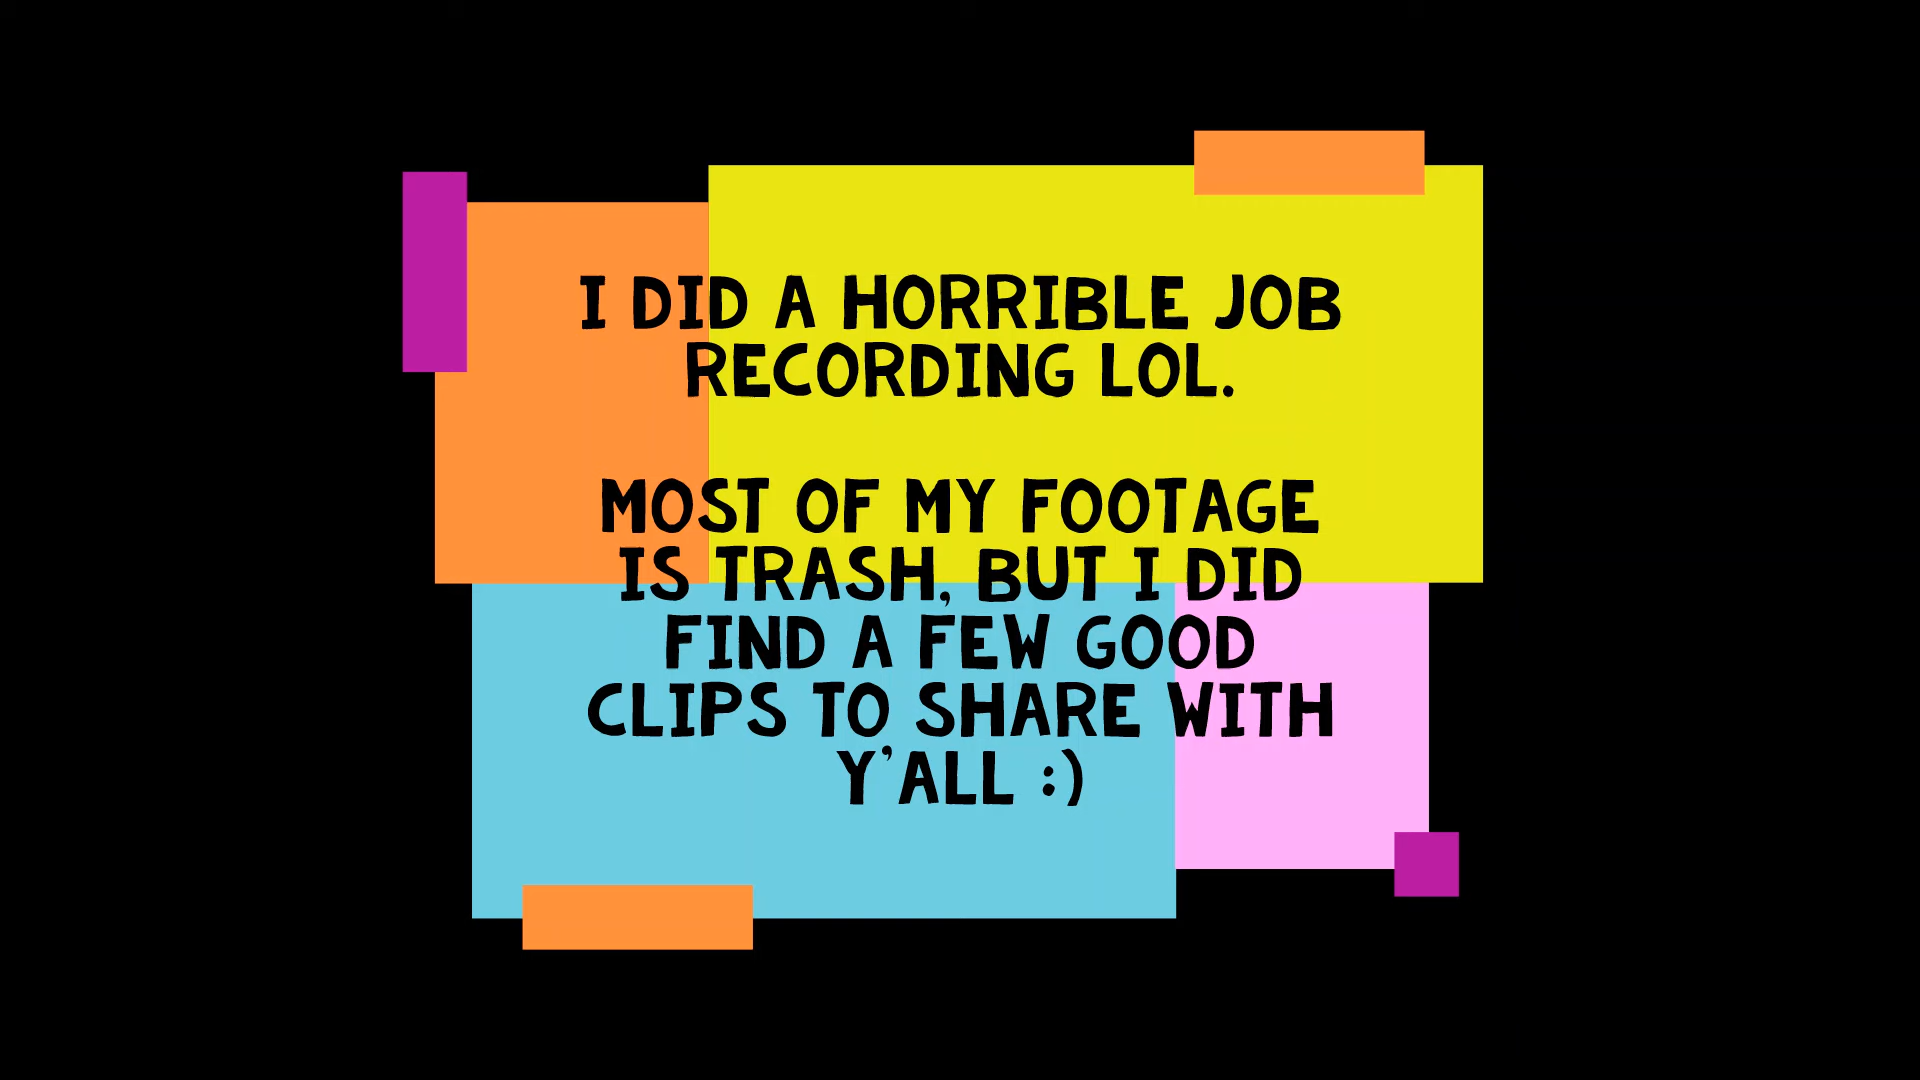 I DID A HORRIBLE JOB
RECORDING LOL.
MOST OF MY FOOTAGE
IS TRASH, BUT I DID
FIND A FEW GOOD
CLIPS TO SHARE WITH
Y'ALL :)